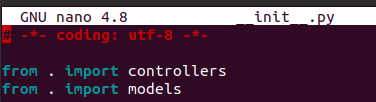 GNU nano 4.8 __init__.py
# -*- coding: utf-8 -*-
from . import controllers
from . import models